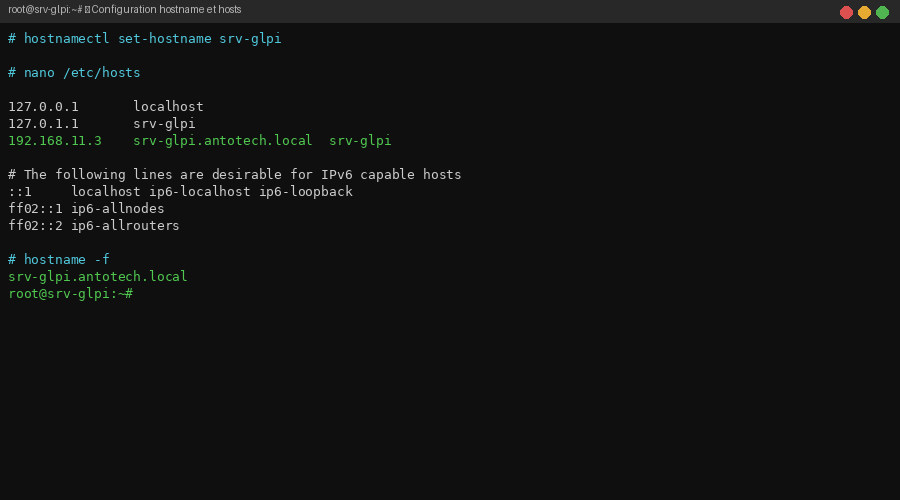 root@srv-glpi:~# Configuration hostname et hosts
# hostnamectl set-hostname srv-glpi
# nano /etc/hosts
127.0.0.1       localhost
127.0.1.1       srv-glpi
192.168.11.3    srv-glpi.antotech.local  srv-glpi
# The following lines are desirable for IPv6 capable hosts
::1     localhost ip6-localhost ip6-loopback
ff02::1 ip6-allnodes
ff02::2 ip6-allrouters
# hostname -f
srv-glpi.antotech.local
root@srv-glpi:~#